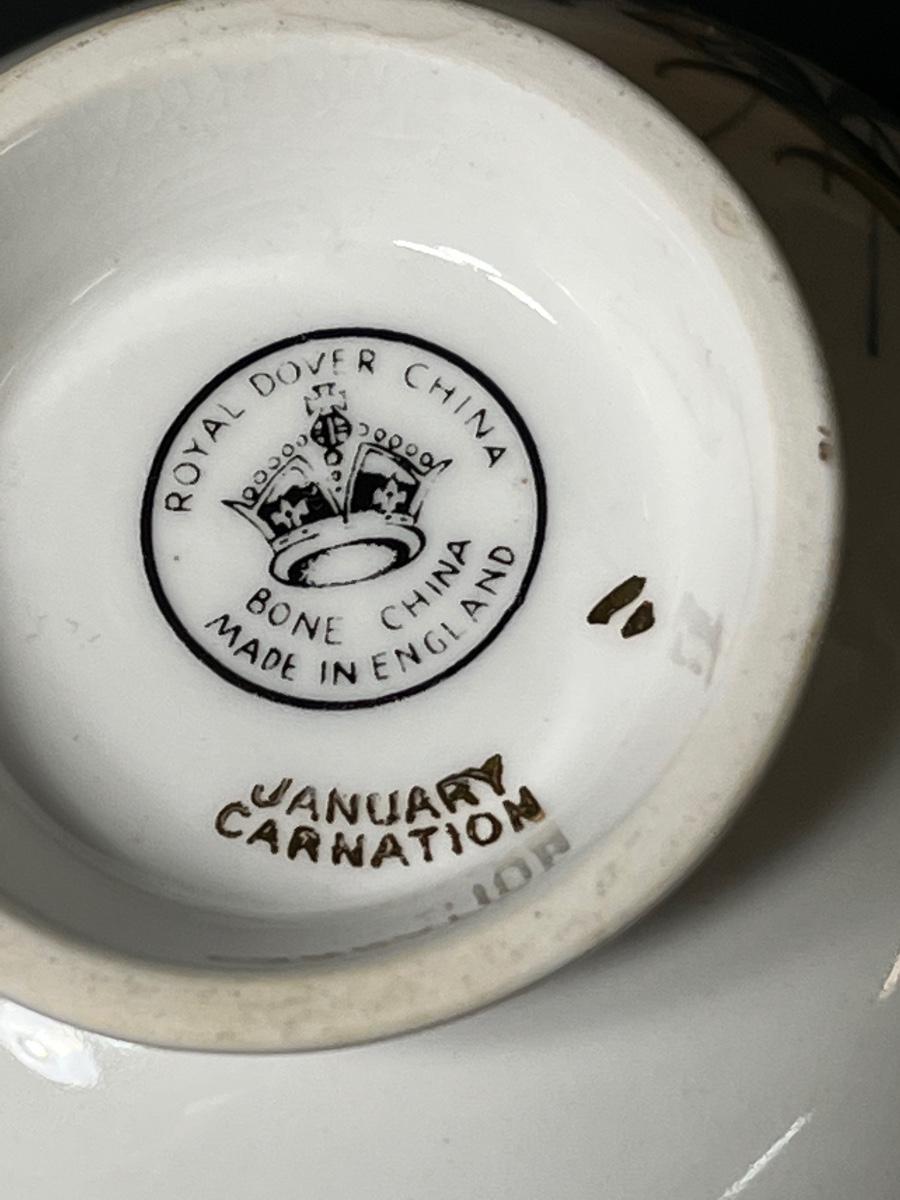 ROYAL DOVER CHINA
BONE CHINA
MADE IN ENGLAND
JANUARY
CARNATION